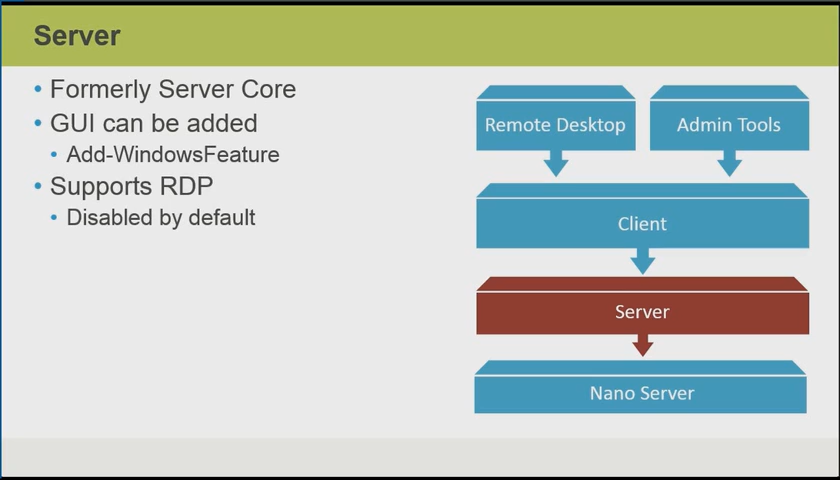 Server
Formerly Server Core
GUI can be added
Add-WindowsFeature
Supports RDP
Disabled by default
Remote Desktop
Admin Tools
Client
Server
Nano Server